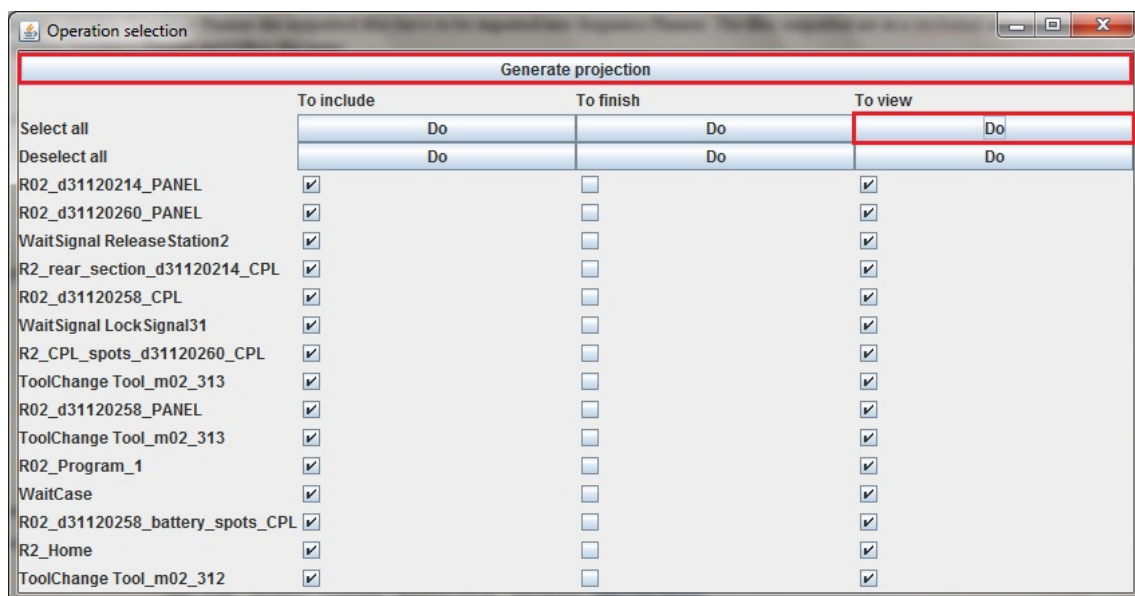 Operation selection
Generate projection
To include To finish To view
Select all Do Do Do
Deselect all Do Do Do
R02_d31120214_PANEL
R02_d31120260_PANEL
WaitSignal ReleaseStation2
R2_rear_section_d31120214_CPL
R02_d31120258_CPL
WaitSignal LockSignal31
R2_CPL_spots_d31120260_CPL
ToolChange Tool_m02_313
R02_d31120258_PANEL
ToolChange Tool_m02_313
R02_Program_1
WaitCase
R02_d31120258_battery_spots_CPL
R2_Home
ToolChange Tool_m02_312